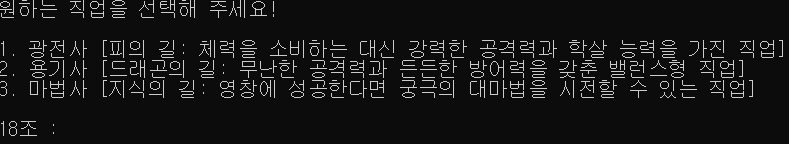 원하는 직업을 선택해 주세요!
1. 광전사 [피의 길: 체력을 소비하는 대신 강력한 공격력과 학살 능력을 가진 직업]
2. 용기사 [드래곤의 길: 무난한 공격력과 든든한 방어력을 갖춘 밸런스형 직업]
3. 마법사 [지식의 길: 영창에 성공한다면 궁극의 대마법을 시전할 수 있는 직업]
18조 :